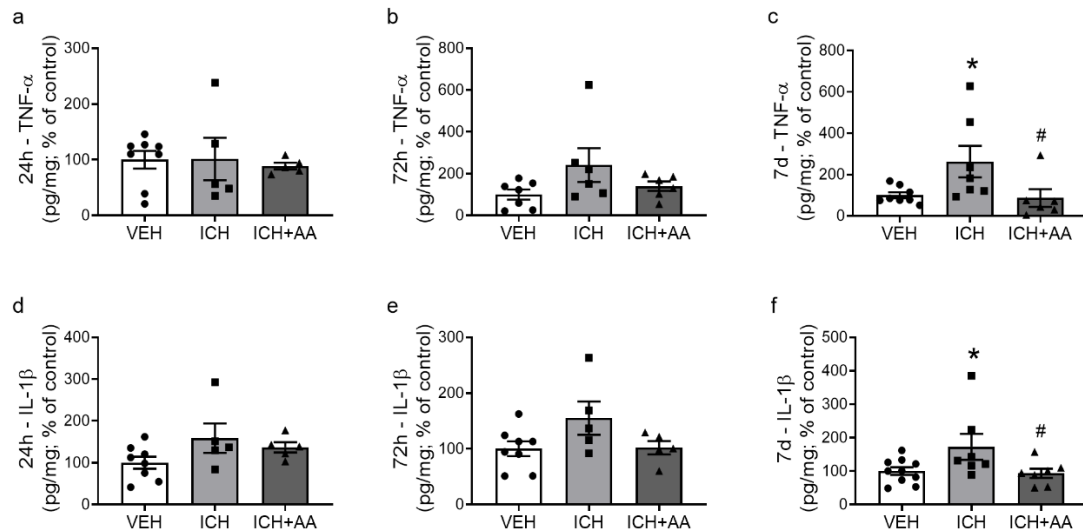 a
24h - TNF-α
(pg/mg; % of control)
300
200
100
0
VEH ICH ICH+AA
b
72h - TNF-α
(pg/mg; % of control)
800
600
400
200
0
VEH ICH ICH+AA
c
7d - TNF-α
(pg/mg; % of control)
800
600
400
200
0
*
#
VEH ICH ICH+AA
d
24h - IL-1β
(pg/mg; % of control)
400
300
200
100
0
VEH ICH ICH+AA
e
72h - IL-1β
(pg/mg; % of control)
300
200
100
0
VEH ICH ICH+AA
f
7d - IL-1β
(pg/mg; % of control)
500
400
300
200
100
0
*
#
VEH ICH ICH+AA